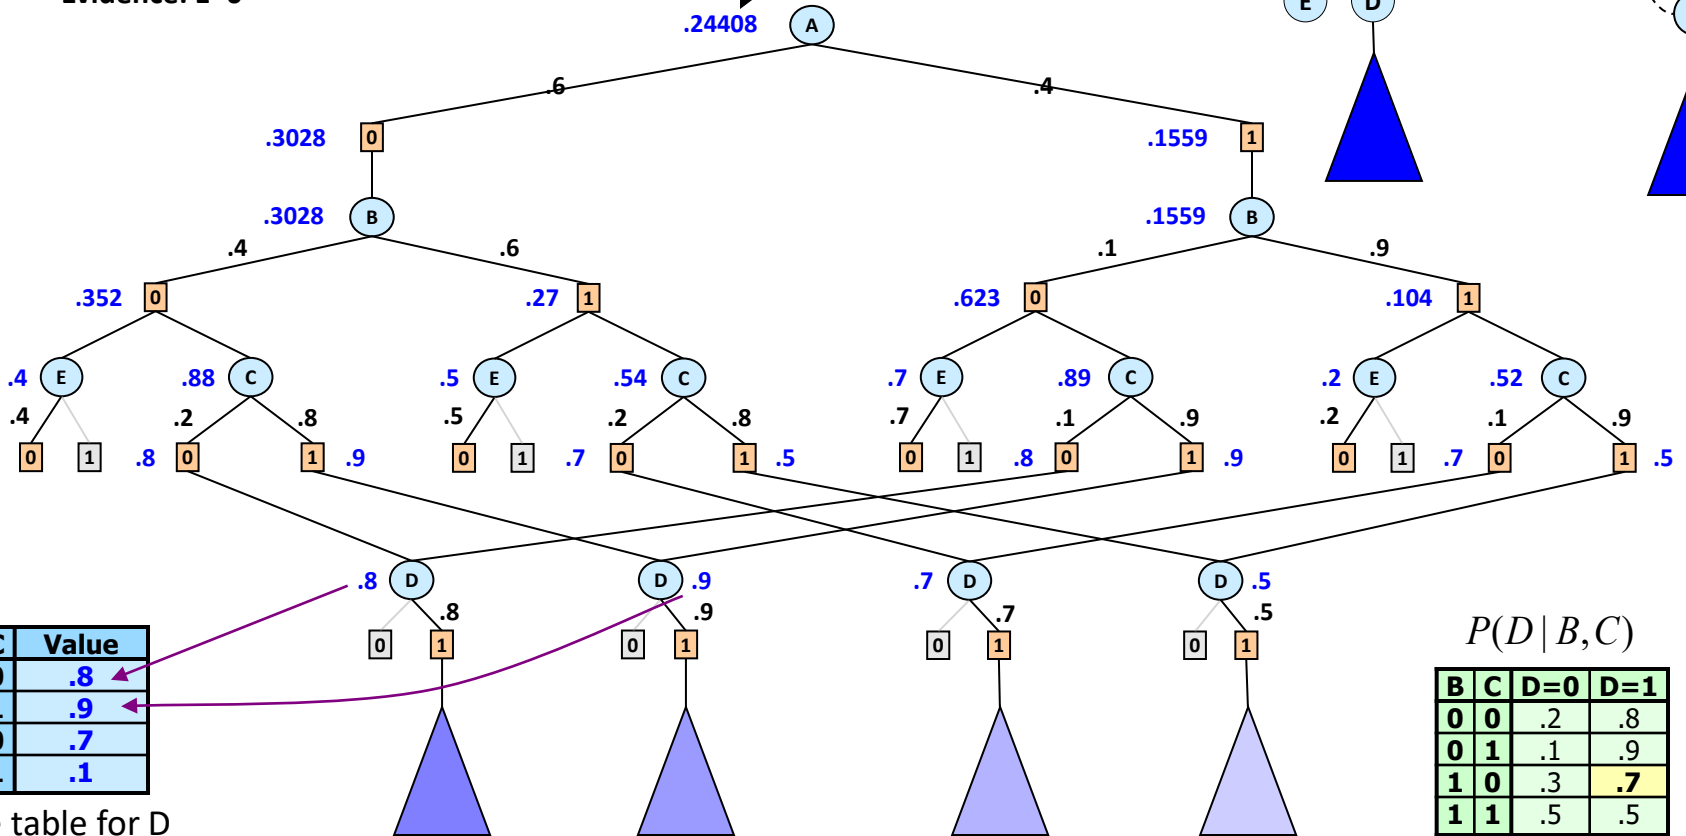 E D
.24408 A
.6 .4
.3028 0 .1559 1
.3028 B .1559 B
.4 .6 .1 .9
.352 0 .27 1 .623 0 .104 1
.4 E .88 C .5 E .54 C .7 E .89 C .2 E .52 C
.4 .2 .8 .5 .2 .8 .7 .1 .9 .2 .1 .9
0 1 .8 0 1 .9 0 1 .7 0 1 .5 0 1 .8 0 1 .9 0 1 .7 0 1 .5
.8 D D .9 .7 D D .5
.8 .9 .7 .5
0 1 0 1 0 1 0 1
Value
.8
.9
.7
.1
table for D
P(D | B, C)
B C D=0 D=1
0 0 .2 .8
0 1 .1 .9
1 0 .3 .7
1 1 .5 .5